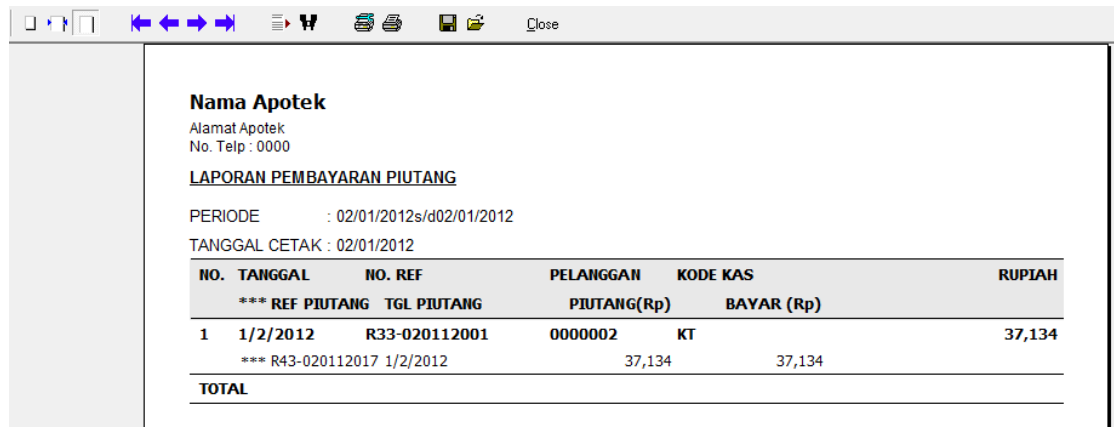 Close
Nama Apotek
Alamat Apotek
No. Telp : 0000
LAPORAN PEMBAYARAN PIUTANG
PERIODE : 02/01/2012s/d02/01/2012
TANGGAL CETAK : 02/01/2012
NO. TANGGAL NO. REF PELANGGAN KODE KAS RUPIAH
*** REF PIUTANG TGL PIUTANG PIUTANG(Rp) BAYAR (Rp)
1 1/2/2012 R33-020112001 0000002 KT 37,134
*** R43-020112017 1/2/2012 37,134 37,134
TOTAL